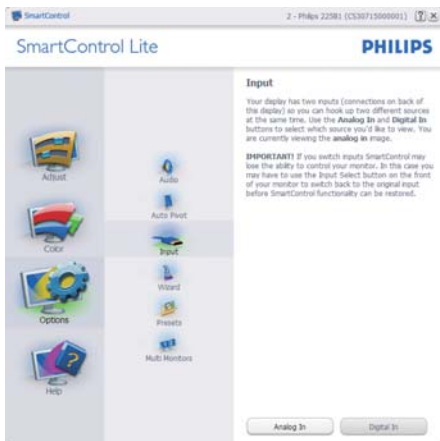 SmartControl
2 - Philips 225B1 (CS30715000001)
SmartControl Lite
PHILIPS
Adjust
Color
Options
Help
Audio
Auto Pivot
Input
Wizard
Presets
Multi Monitors
Input
Your display has two inputs (connections on back of
this display) so you can hook up two different sources
at the same time. Use the Analog In and Digital In
buttons to select which source you'd like to view. You
are currently viewing the analog in image.
IMPORTANT! If you switch inputs SmartControl may
lose the ability to control your monitor. In this case you
may have to use the Input Select button on the front
of your monitor to switch back to the original input
before SmartControl functionality can be restored.
Analog In
Digital In